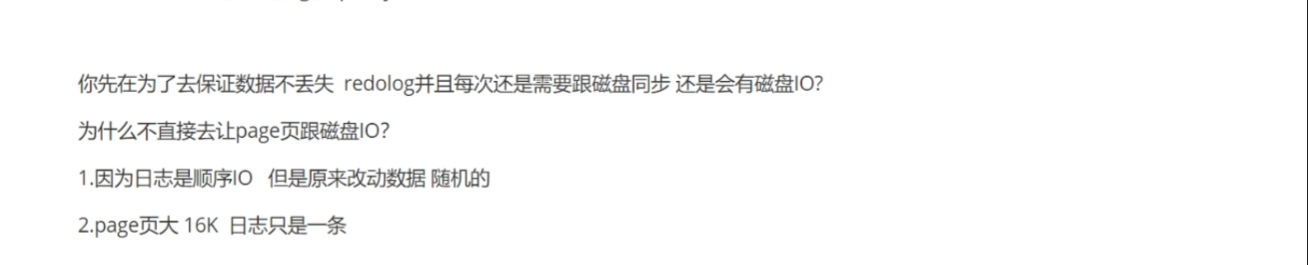 你先在为了去保证数据不丢失 redolog并且每次还是需要跟磁盘同步 还是会有磁盘IO?
为什么不直接去让page页跟磁盘IO?
1.因为日志是顺序IO 但是原来改动数据 随机的
2.page页大 16K 日志只是一条